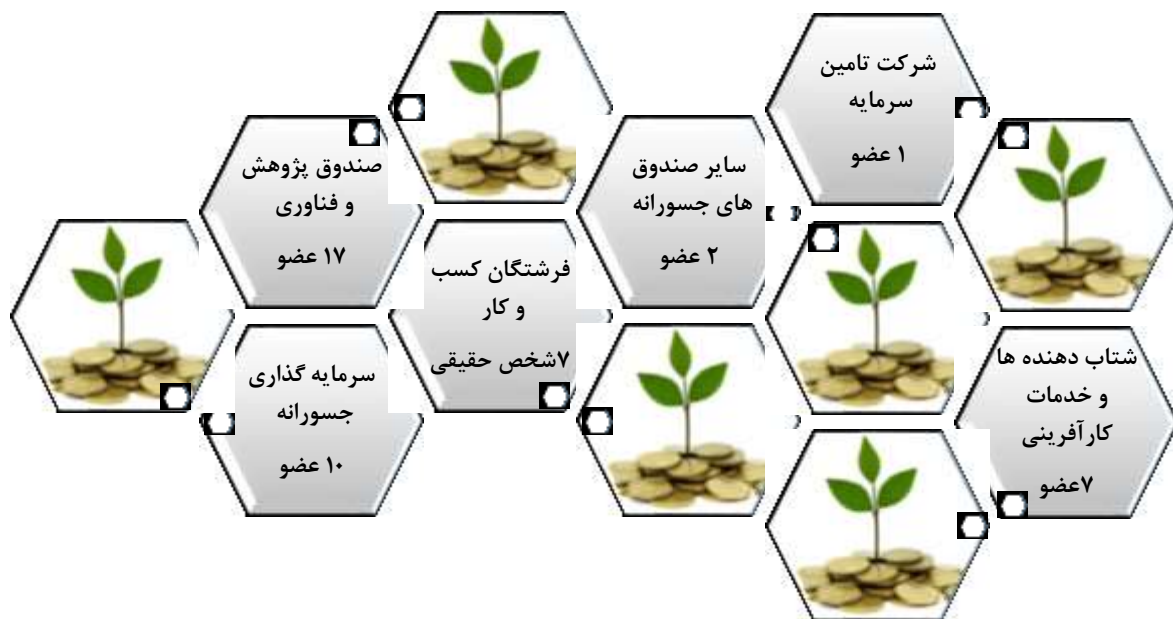 شرکت تامین
سرمایه
۱ عضو
سایر صندوق
های جسورانه
۲ عضو
صندوق پژوهش
و فناوری
۱۷ عضو
فرشتگان کسب
و کار
۷شخص حقیقی
شتاب دهنده ها
و خدمات
کارآفرینی
۷عضو
سرمایه گذاری
جسورانه
۱۰ عضو